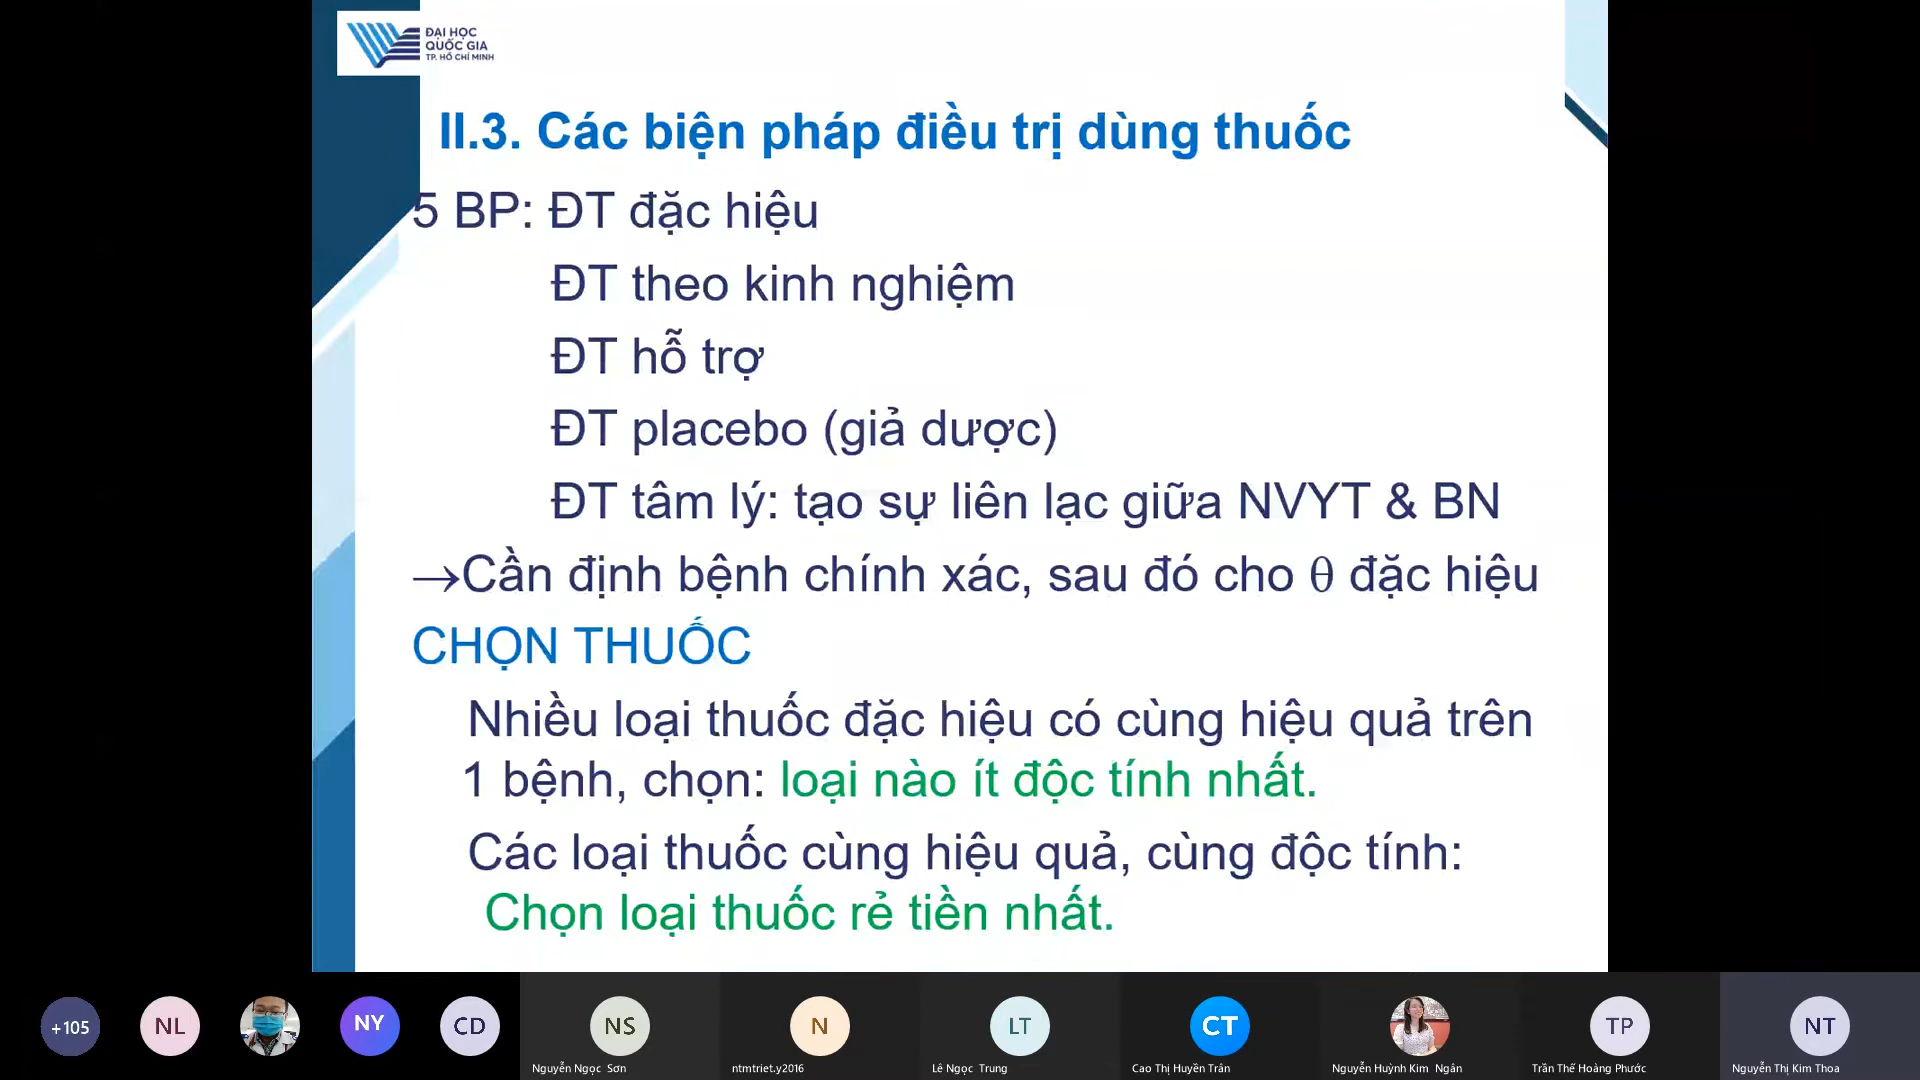 ĐẠI HỌC
QUỐC GIA
TP. HỒ CHÍ MINH
II.3. Các biện pháp điều trị dùng thuốc
5 BP: ĐT đặc hiệu
ĐT theo kinh nghiệm
ĐT hỗ trợ
ĐT placebo (giả dược)
ĐT tâm lý: tạo sự liên lạc giữa NVYT & BN
→Cần định bệnh chính xác, sau đó cho θ đặc hiệu
CHỌN THUỐC
Nhiều loại thuốc đặc hiệu có cùng hiệu quả trên
1 bệnh, chọn: loại nào ít độc tính nhất.
Các loại thuốc cùng hiệu quả, cùng độc tính:
Chọn loại thuốc rẻ tiền nhất.
+105 NL NY CD NS N LT CT TP NT
Nguyễn Ngọc Sơn ntmtriet.y2016 Lê Ngọc Trung Cao Thị Huyền Trân Nguyễn Huỳnh Kim Ngân Trần Thế Hoàng Phước Nguyễn Thị Kim Thoa